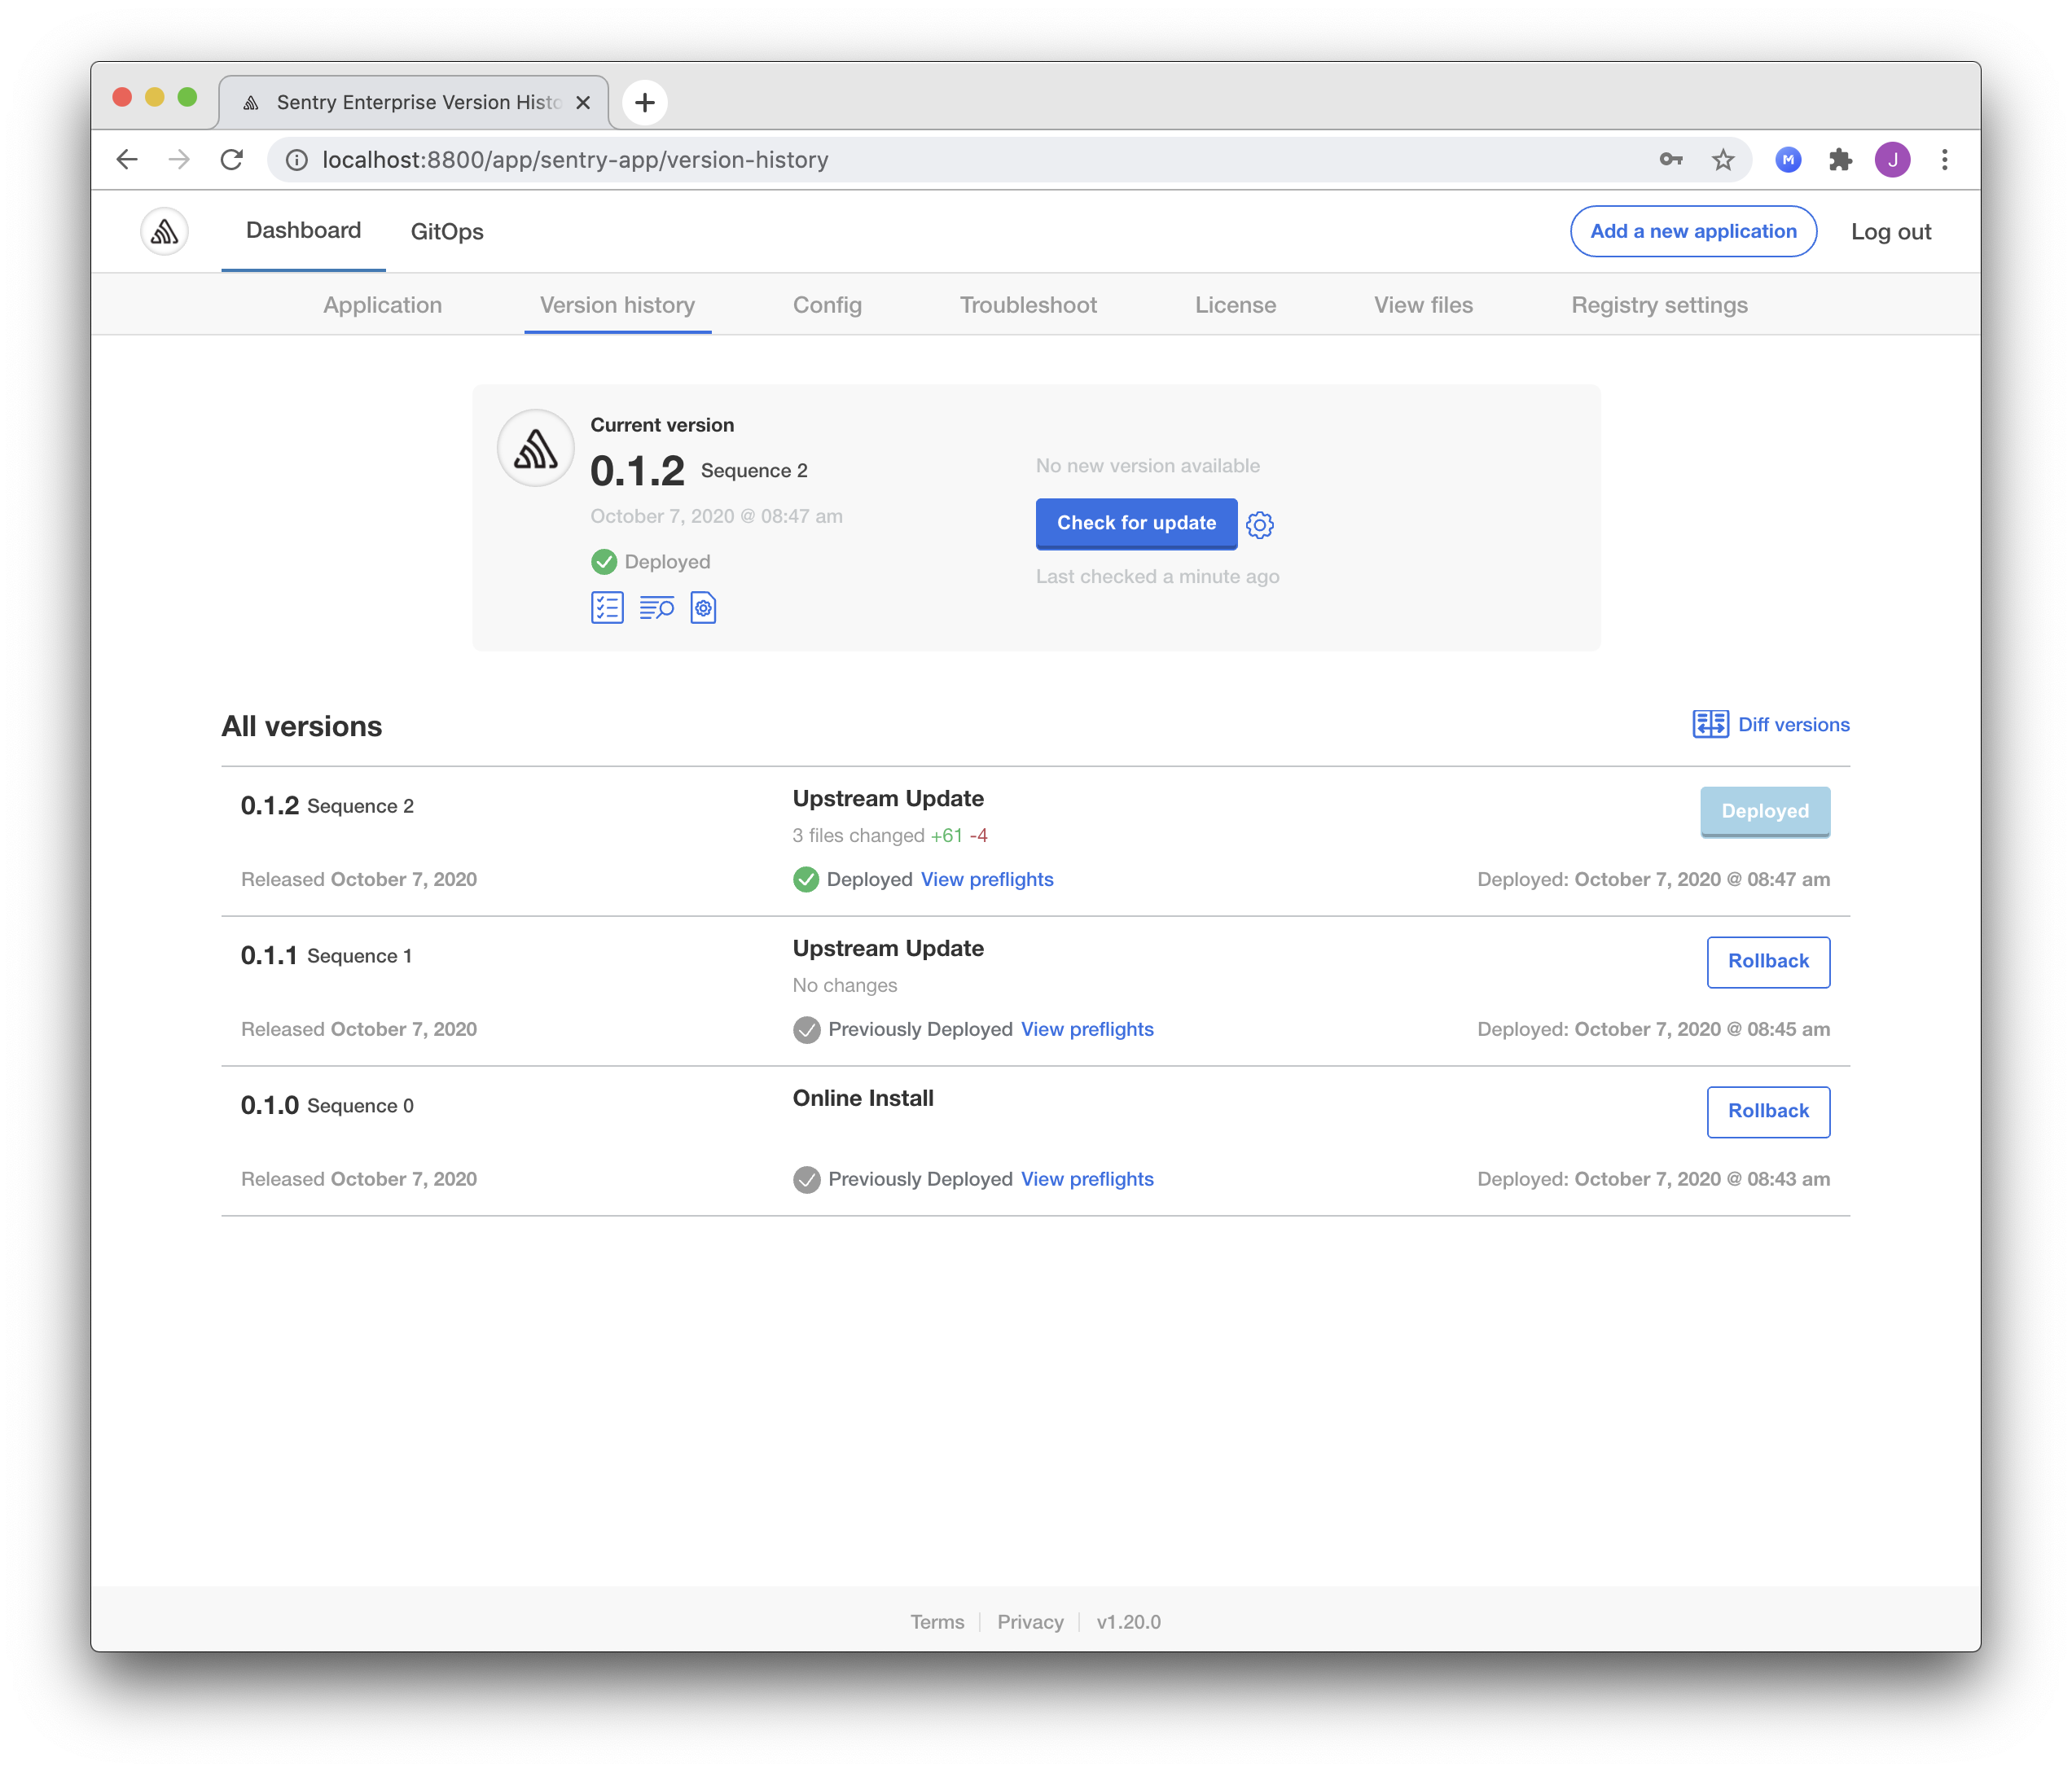 Sentry Enterprise Version Histo
localhost:8800/app/sentry-app/version-history
M
J
Dashboard GitOps Add a new application Log out
Application Version history Config Troubleshoot License View files Registry settings
Current version
0.1.2 Sequence 2
No new version available
October 7, 2020 @ 08:47 am
Check for update
Deployed
Last checked a minute ago
All versions Diff versions
0.1.2 Sequence 2 Upstream Update Deployed
3 files changed +61 -4
Released October 7, 2020 Deployed View preflights Deployed: October 7, 2020 @ 08:47 am
0.1.1 Sequence 1 Upstream Update Rollback
No changes
Released October 7, 2020 Previously Deployed View preflights Deployed: October 7, 2020 @ 08:45 am
0.1.0 Sequence 0 Online Install Rollback
Released October 7, 2020 Previously Deployed View preflights Deployed: October 7, 2020 @ 08:43 am
Terms Privacy v1.20.0